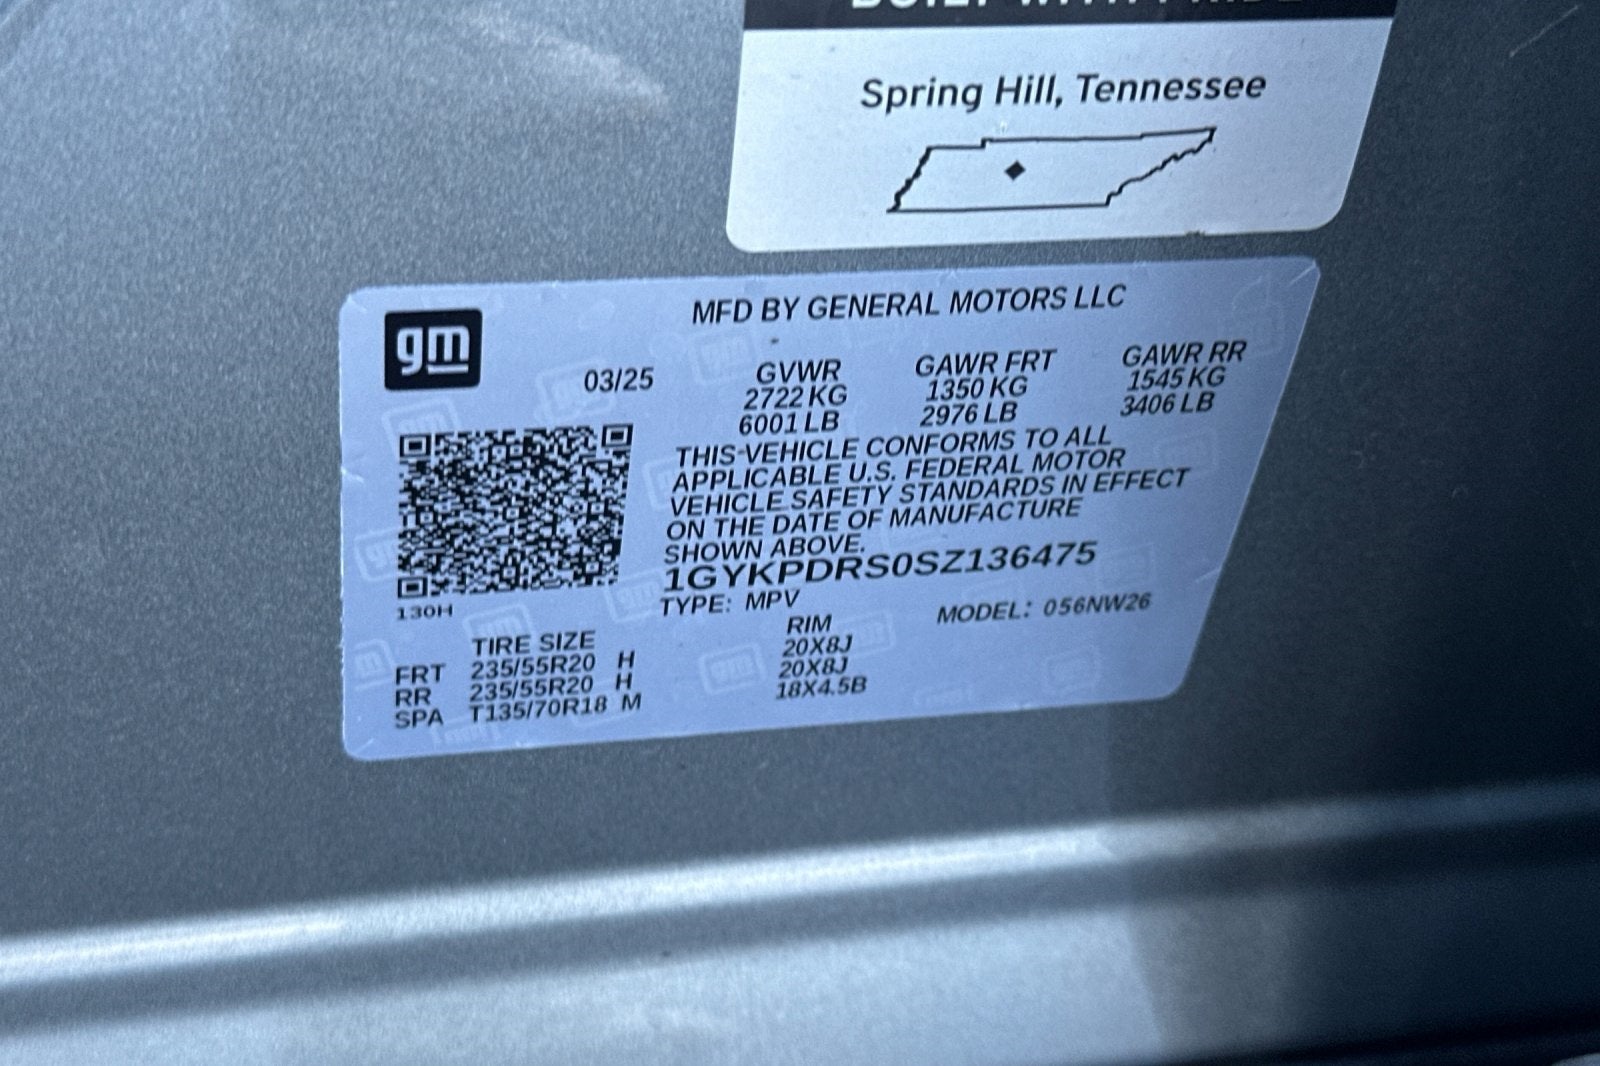 BUILT WITH PRIDE
Spring Hill, Tennessee
gm
MFD BY GENERAL MOTORS LLC
03/25 GVWR GAWR FRT GAWR RR
2722 KG 1350 KG 1545 KG
6001 LB 2976 LB 3406 LB
THIS VEHICLE CONFORMS TO ALL
APPLICABLE U.S. FEDERAL MOTOR
VEHICLE SAFETY STANDARDS IN EFFECT
ON THE DATE OF MANUFACTURE
SHOWN ABOVE.
1GYKPDRS0SZ136475
130H
TYPE: MPV MODEL: 056NW26
TIRE SIZE RIM
FRT 235/55R20 H 20X8J
RR 235/55R20 H 20X8J
SPA T135/70R18 M 18X4.5B